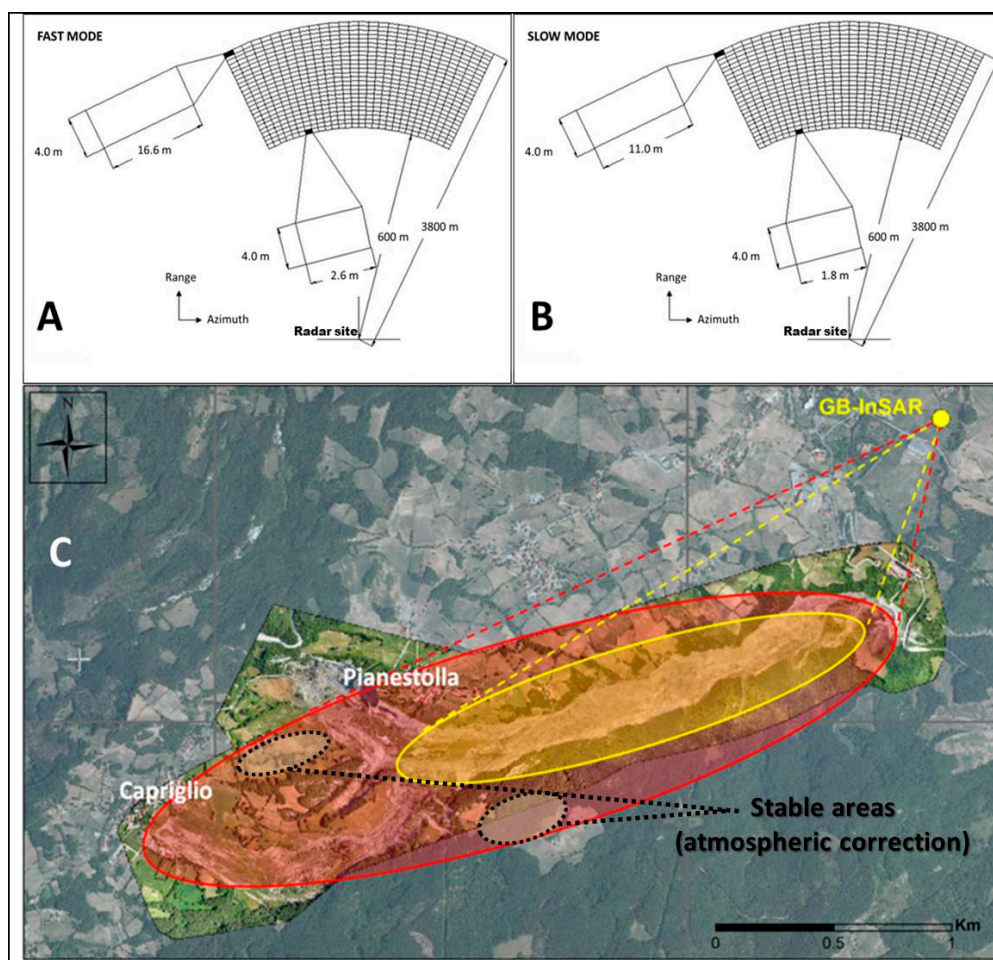 FAST MODE
4.0 m
16.6 m
4.0 m
2.6 m
600 m
3800 m
Range
Azimuth
Radar site
A
SLOW MODE
4.0 m
11.0 m
4.0 m
1.8 m
600 m
3800 m
Range
Azimuth
Radar site
B
N
GB-InSAR
C
Pianestolla
Capriglio
Stable areas
(atmospheric correction)
Km
0
0.5
1